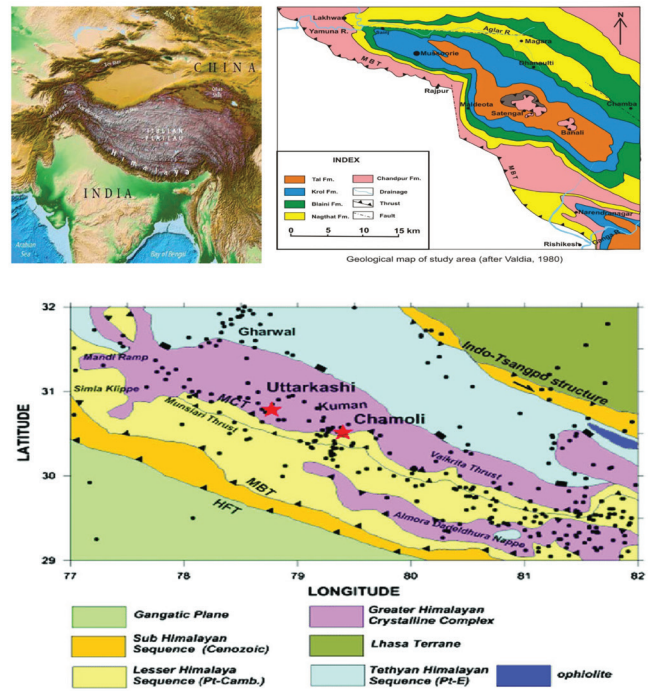 CHINA
TIBETAN
PLATEAU
Himalaya
INDIA
Arabian
Sea
Bay of Bengal
N
Lakhwar
Yamuna R.
Aglar R.
Magara
Mussoorie
Dhanaulti
MBT
Rajpur
Maldeota
Chamba
Satengal
Banali
MBT
Narendranagar
Rishikesh
Ganga R.
INDEX
Tal Fm.
Chandpur Fm.
Krol Fm.
Drainage
Blaini Fm.
Thrust
Nagthat Fm.
Fault
0 5 10 15 km
Geological map of study area (after Valdia, 1980)
32
31
30
29
LATITUDE
Gharwal
Mandi Ramp
Simla Klippe
Uttarkashi
MCT
Kuman
Munsiari Thrust
Chamoli
Indo-Tsangpo structure
Vaikrita Thrust
MBT
HFT
Almora Dadeldhura Nappe
77 78 79 80 81 82
LONGITUDE
Gangatic Plane
Greater Himalayan
Crystalline Complex
Sub Himalayan
Sequence (Cenozoic)
Lhasa Terrane
Lesser Himalaya
Sequence (Pt-Camb.)
Tethyan Himalayan
Sequence (Pt-E)
ophiolite